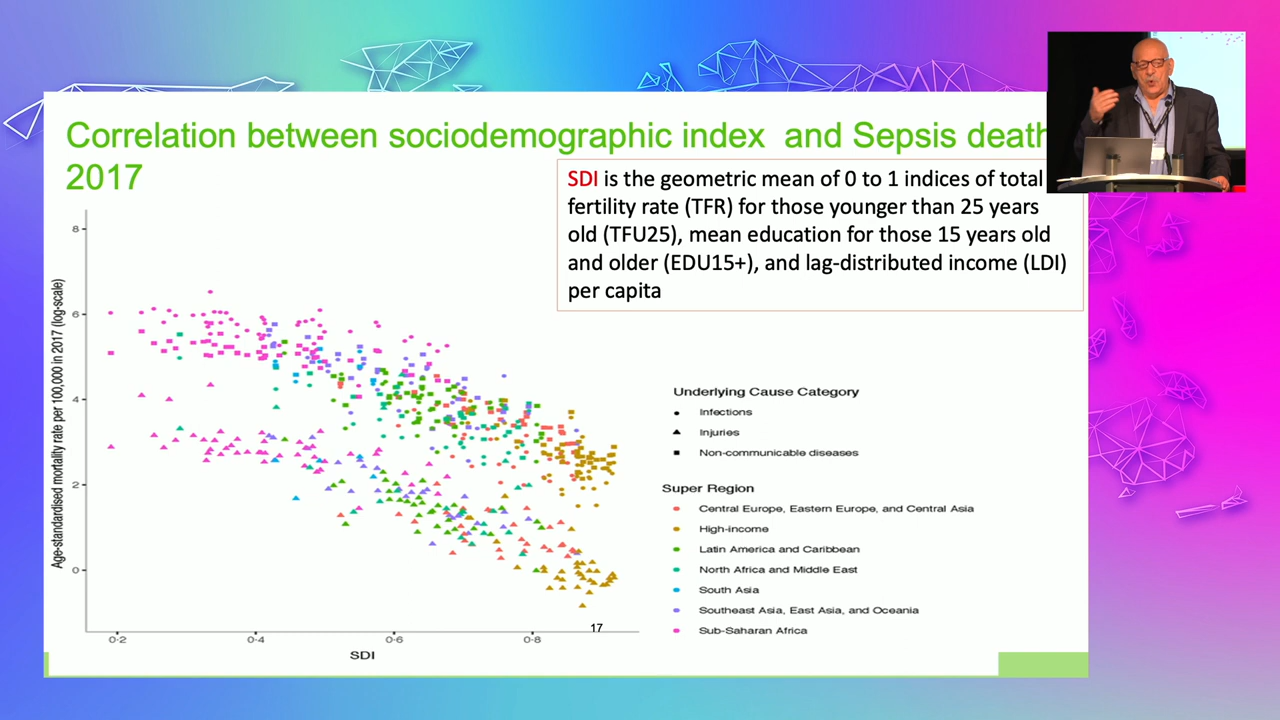 Correlation between sociodemographic index and Sepsis death
2017
SDI is the geometric mean of 0 to 1 indices of total
fertility rate (TFR) for those younger than 25 years
old (TFU25), mean education for those 15 years old
and older (EDU15+), and lag-distributed income (LDI)
per capita
Age-standardised mortality rate per 100,000 in 2017 (log-scale)
8
6
4
2
0
0·2
0·4
0·6
0·8
SDI
17
Underlying Cause Category
Infections
Injuries
Non-communicable diseases
Super Region
Central Europe, Eastern Europe, and Central Asia
High-income
Latin America and Caribbean
North Africa and Middle East
South Asia
Southeast Asia, East Asia, and Oceania
Sub-Saharan Africa